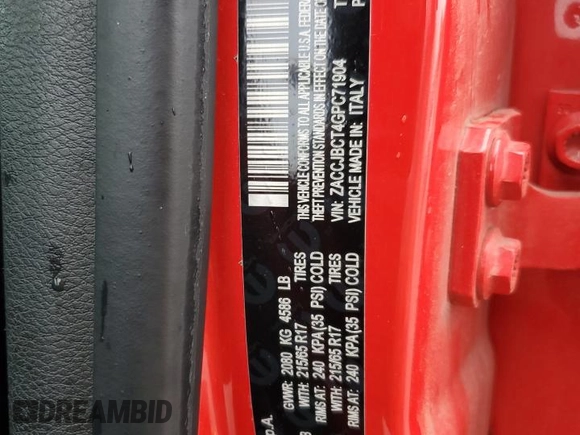 p.A.
GVWR: 2080 KG 4586 LB
WITH: 215/65 R17 TIRES
RIMS AT: 240 KPA(35 PSI) COLD
WITH: 215/65 R17 TIRES
RIMS AT: 240 KPA(35 PSI) COLD
THIS VEHICLE CONFORMS TO ALL APPLICABLE U.S.A. FEDERA
THEFT PREVENTION STANDARDS IN EFFECT ON THE DATE O
VIN: ZACCJBCT4GPC71904
VEHICLE MADE IN: ITALY
T
P
DREAMBID